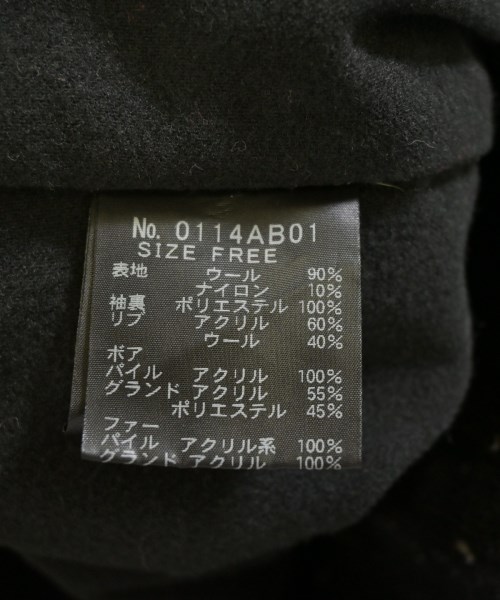 No. 0114AB01
SIZE FREE
表地 ウール 90%
ナイロン 10%
袖裏 ポリエステル 100%
リブ アクリル 60%
ウール 40%
ボア
パイル アクリル 100%
グランド アクリル 55%
ポリエステル 45%
ファー
パイル アクリル系 100%
グランド アクリル 100%